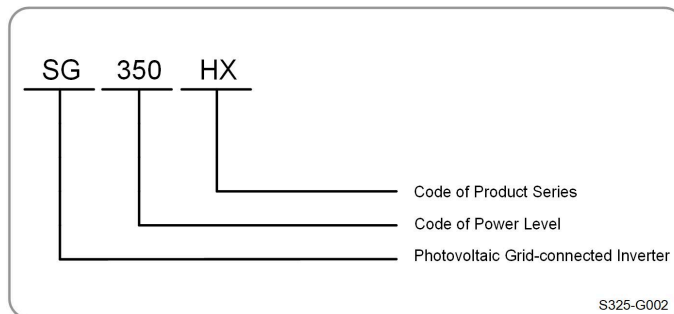 SG 350 HX
Code of Product Series
Code of Power Level
Photovoltaic Grid-connected Inverter
S325-G002